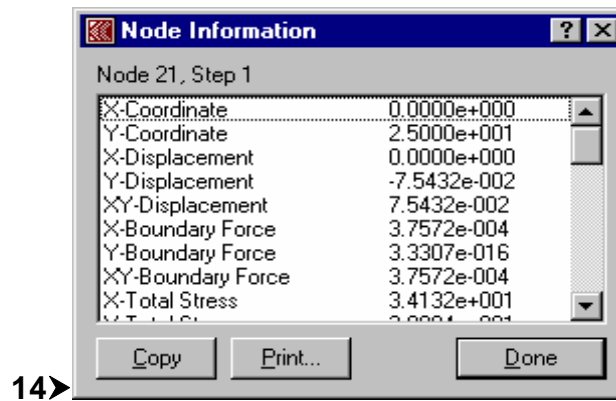 Node Information
Node 21, Step 1
X-Coordinate 0.0000e+000
Y-Coordinate 2.5000e+001
X-Displacement 0.0000e+000
Y-Displacement -7.5432e-002
XY-Displacement 7.5432e-002
X-Boundary Force 3.7572e-004
Y-Boundary Force 3.3307e-016
XY-Boundary Force 3.7572e-004
X-Total Stress 3.4132e+001
Copy Print... Done
14